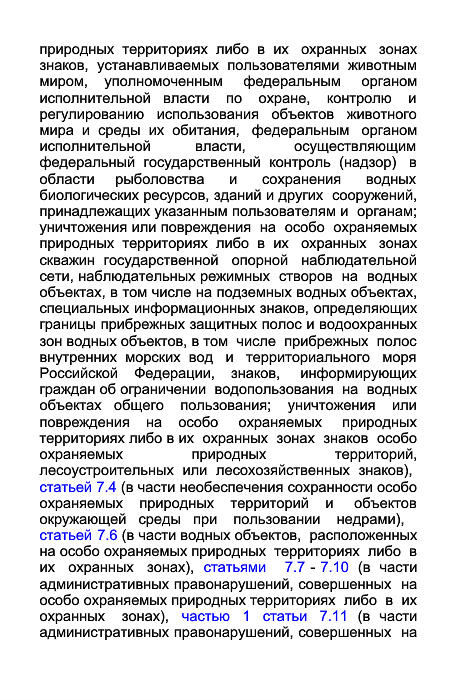 природных территориях либо в их охранных зонах
знаков, устанавливаемых пользователями животным
миром, уполномоченным федеральным органом
исполнительной власти по охране, контролю и
регулированию использования объектов животного
мира и среды их обитания, федеральным органом
исполнительной власти, осуществляющим
федеральный государственный контроль (надзор) в
области рыболовства и сохранения водных
биологических ресурсов, зданий и других сооружений,
принадлежащих указанным пользователям и органам;
уничтожения или повреждения на особо охраняемых
природных территориях либо в их охранных зонах
скважин государственной опорной наблюдательной
сети, наблюдательных режимных створов на водных
объектах, в том числе на подземных водных объектах,
специальных информационных знаков, определяющих
границы прибрежных защитных полос и водоохранных
зон водных объектов, в том числе прибрежных полос
внутренних морских вод и территориального моря
Российской Федерации, знаков, информирующих
граждан об ограничении водопользования на водных
объектах общего пользования; уничтожения или
повреждения на особо охраняемых природных
территориях либо в их охранных зонах знаков особо
охраняемых природных территорий,
лесоустроительных или лесохозяйственных знаков),
статьей 7.4 (в части необеспечения сохранности особо
охраняемых природных территорий и объектов
окружающей среды при пользовании недрами),
статьей 7.6 (в части водных объектов, расположенных
на особо охраняемых природных территориях либо в
их охранных зонах), статьями 7.7 - 7.10 (в части
административных правонарушений, совершенных на
особо охраняемых природных территориях либо в их
охранных зонах), частью 1 статьи 7.11 (в части
административных правонарушений, совершенных на